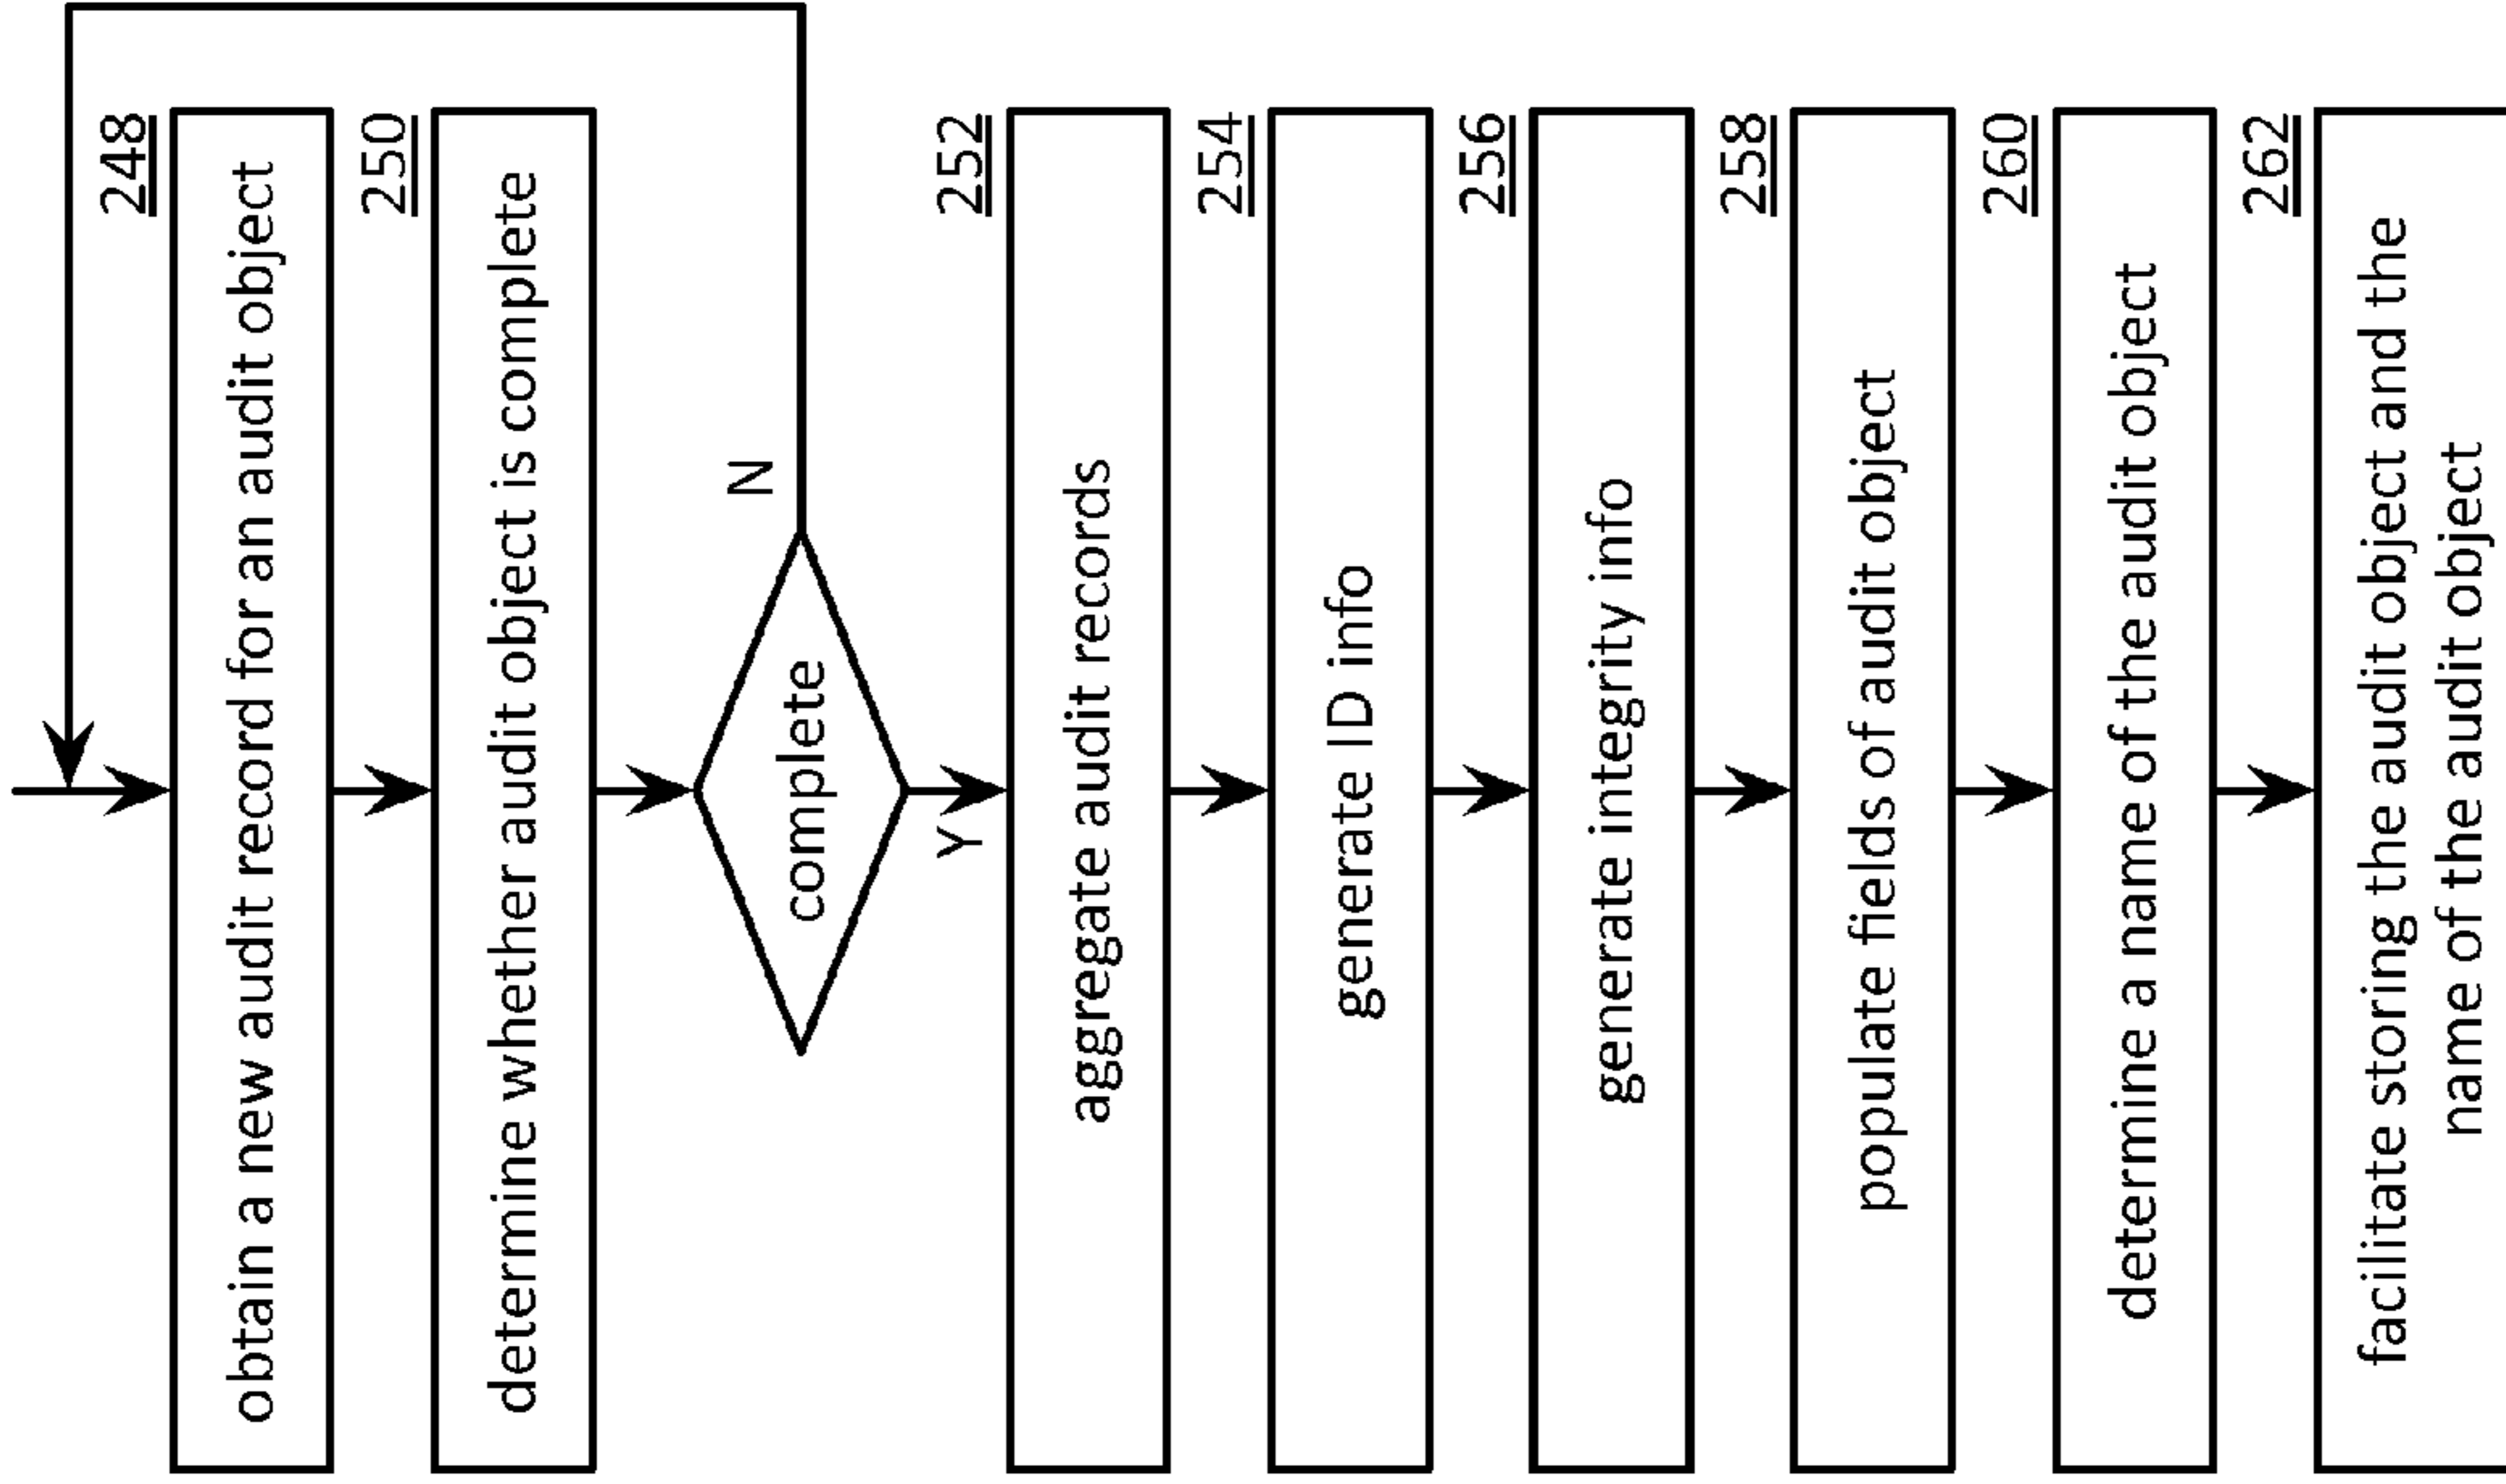 248
obtain a new audit record for an audit object
250
determine whether audit object is complete
complete
N
Y
252
aggregate audit records
254
generate ID info
256
generate integrity info
258
populate fields of audit object
260
determine a name of the audit object
262
facilitate storing the audit object and the
name of the audit object